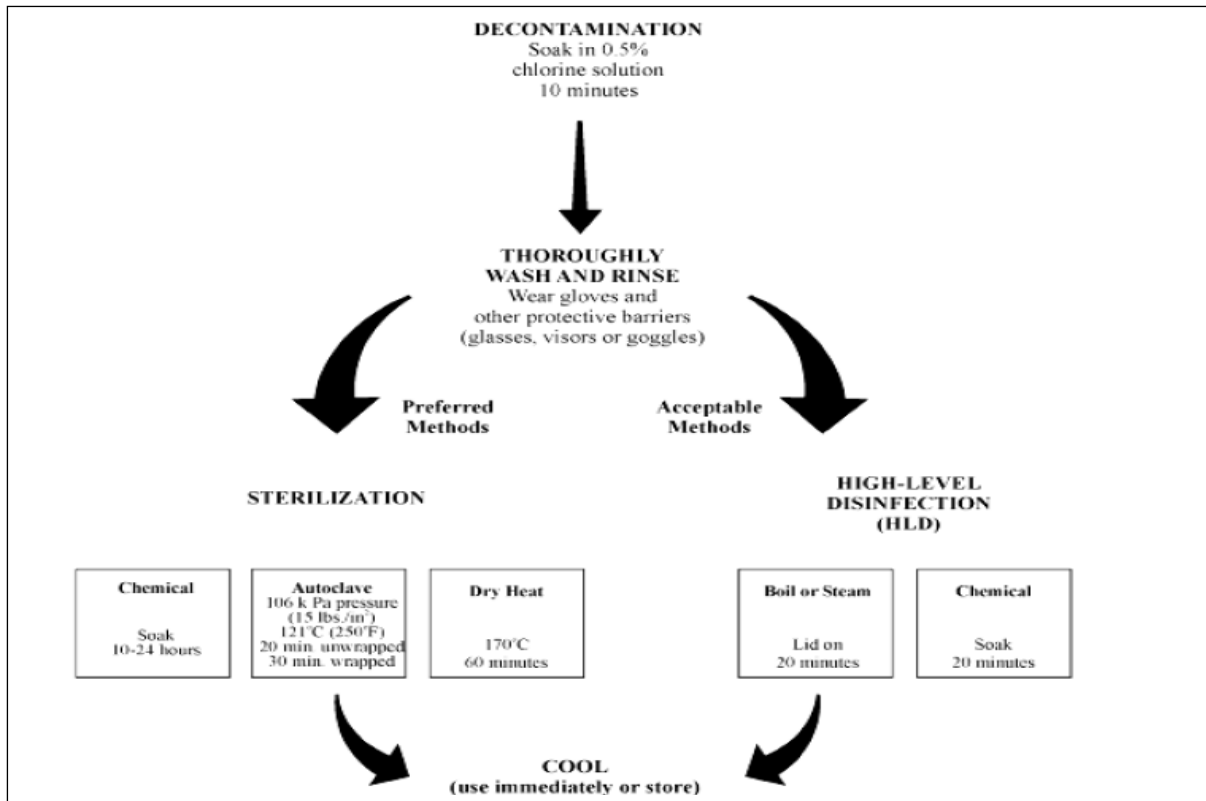 DECONTAMINATION
Soak in 0.5%
chlorine solution
10 minutes
THOROUGHLY
WASH AND RINSE
Wear gloves and
other protective barriers
(glasses, visors or goggles)
Preferred
Methods
Acceptable
Methods
STERILIZATION
HIGH-LEVEL
DISINFECTION
(HLD)
Chemical
Soak
10-24 hours
Autoclave
106 k Pa pressure
(15 lbs./in²)
121°C (250°F)
20 min. unwrapped
30 min. wrapped
Dry Heat
170°C
60 minutes
Boil or Steam
Lid on
20 minutes
Chemical
Soak
20 minutes
COOL
(use immediately or store)